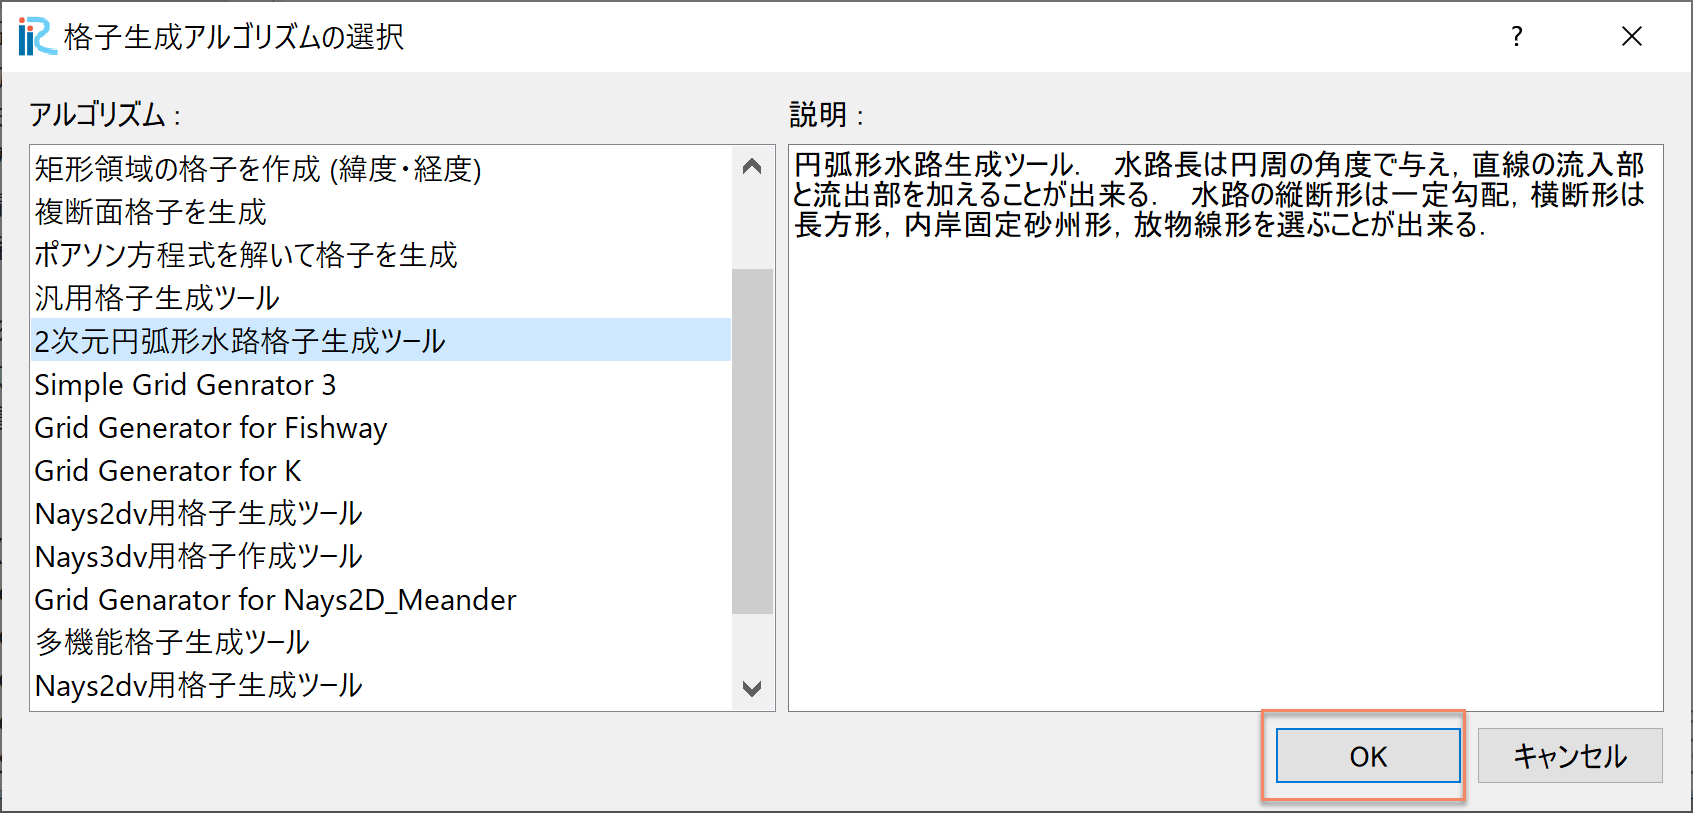 iRIC 格子生成アルゴリズムの選択
?
アルゴリズム :
矩形領域の格子を作成 (緯度・経度)
複断面格子を生成
ポアソン方程式を解いて格子を生成
汎用格子生成ツール
2次元円弧形水路格子生成ツール
Simple Grid Genrator 3
Grid Generator for Fishway
Grid Generator for K
Nays2dv用格子生成ツール
Nays3dv用格子作成ツール
Grid Genarator for Nays2D_Meander
多機能格子生成ツール
Nays2dv用格子生成ツール
説明 :
円弧形水路生成ツール． 水路長は円周の角度で与え，直線の流入部
と流出部を加えることが出来る． 水路の縦断形は一定勾配，横断形は
長方形，内岸固定砂州形，放物線形を選ぶことが出来る．
OK
キャンセル